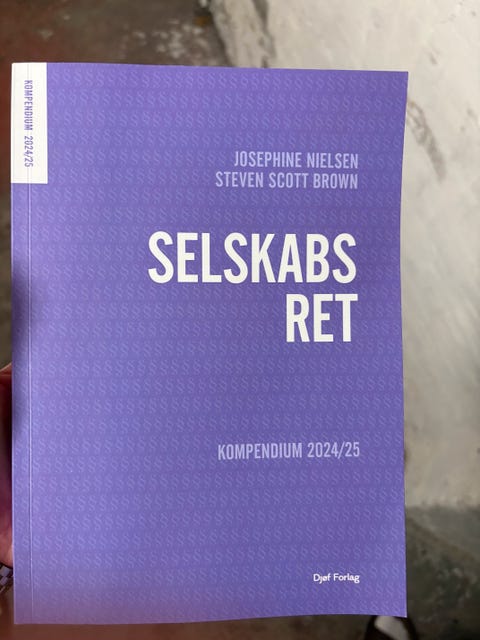 KOMPENDIUM 2024/25
JOSEPHINE NIELSEN
STEVEN SCOTT BROWN
SELSKABS
RET
KOMPENDIUM 2024/25
Djøf Forlag